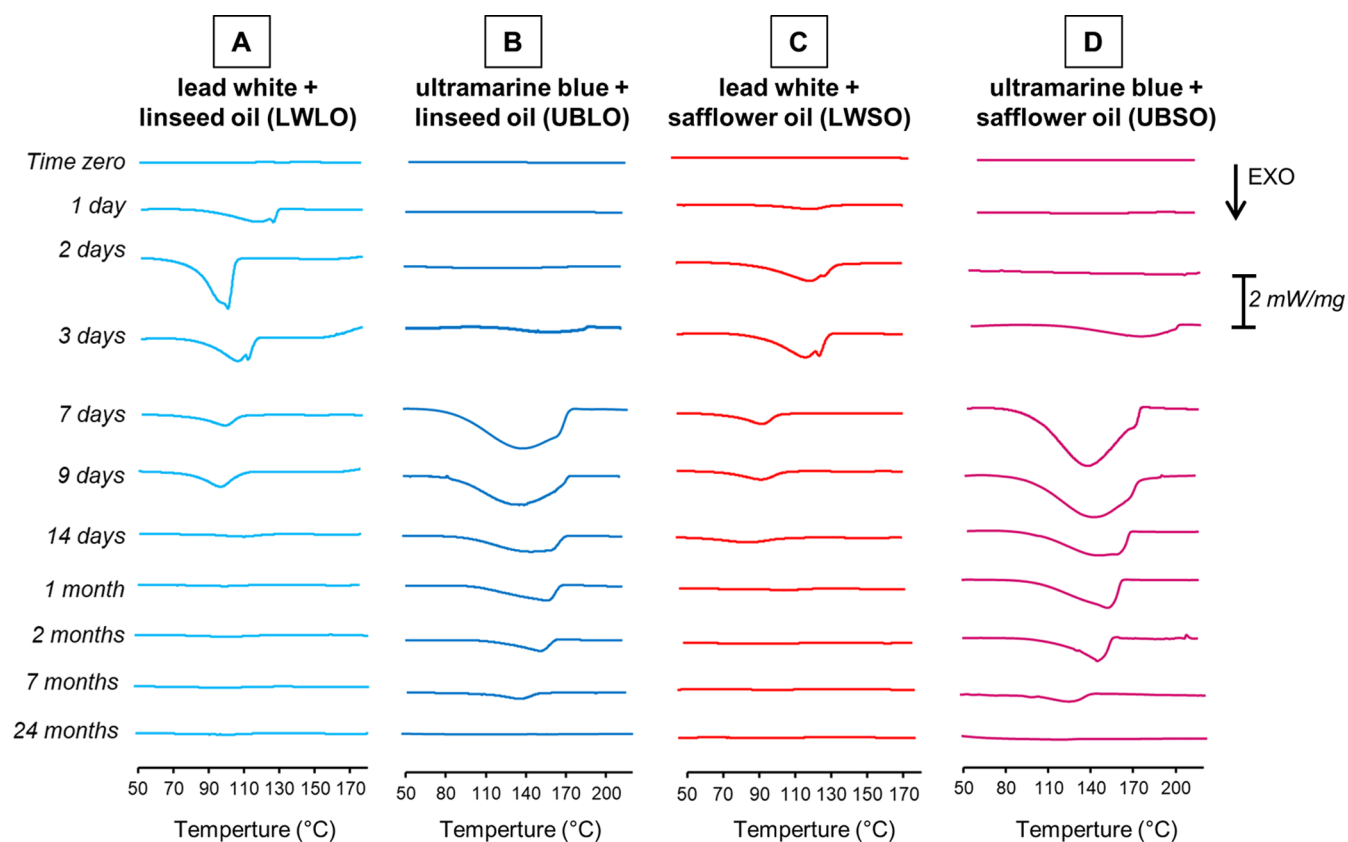 A
B
C
D
lead white +
linseed oil (LWLO)
ultramarine blue +
linseed oil (UBLO)
lead white +
safflower oil (LWSO)
ultramarine blue +
safflower oil (UBSO)
Time zero
EXO
1 day
2 days
2 mW/mg
3 days
7 days
9 days
14 days
1 month
2 months
7 months
24 months
50 70 90 110 130 150 170
50 80 110 140 170 200
50 70 90 110 130 150 170
50 80 110 140 170 200
Temperture (°C)
Temperture (°C)
Temperture (°C)
Temperture (°C)